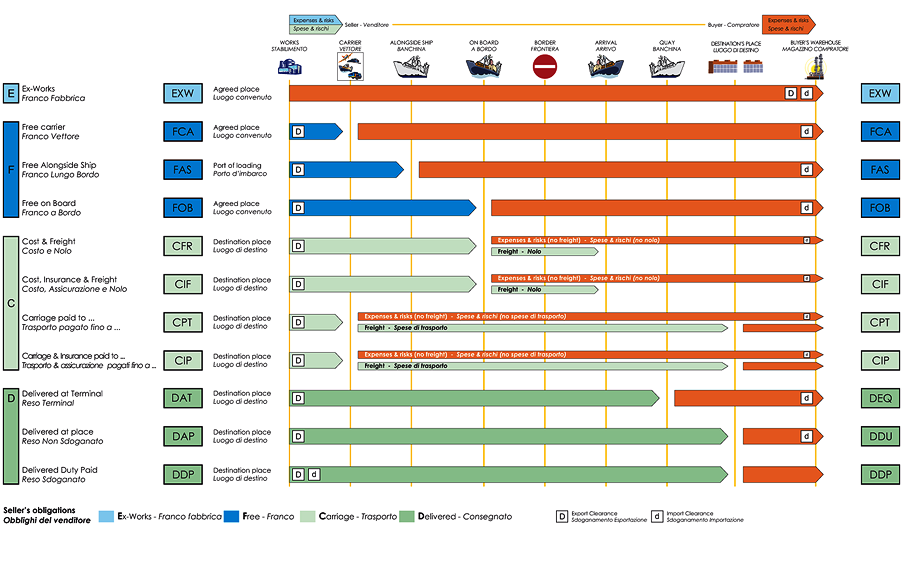 Expenses & risks
Spese & rischi
Seller - Venditore
Buyer - Compratore
Expenses & risks
Spese & rischi
WORKS
STABILIMENTO
CARRIER
VETTORE
ALONGSIDE SHIP
BANCHINA
ON BOARD
A BORDO
BORDER
FRONTIERA
ARRIVAL
ARRIVO
QUAY
BANCHINA
DESTINATION'S PLACE
LUOGO DI DESTINO
BUYER'S WAREHOUSE
MAGAZZINO COMPRATORE
E
Ex-Works
Franco Fabbrica
EXW
Agreed place
Luogo convenuto
D d
EXW
F
Free carrier
Franco Vettore
FCA
Agreed place
Luogo convenuto
D
d
FCA
Free Alongside Ship
Franco Lungo Bordo
FAS
Port of loading
Porto d'imbarco
D
d
FAS
Free on Board
Franco a Bordo
FOB
Agreed place
Luogo convenuto
D
d
FOB
C
Cost & Freight
Costo e Nolo
CFR
Destination place
Luogo di destino
D
Expenses & risks (no freight) - Spese & rischi (no nolo)
d
Freight - Nolo
CFR
Cost, Insurance & Freight
Costo, Assicurazione e Nolo
CIF
Destination place
Luogo di destino
D
Expenses & risks (no freight) - Spese & rischi (no nolo)
d
Freight - Nolo
CIF
Carriage paid to ...
Trasporto pagato fino a ...
CPT
Destination place
Luogo di destino
D
Expenses & risks (no freight) - Spese & rischi (no spese di trasporto)
d
Freight - Spese di trasporto
CPT
Carriage & Insurance paid to ...
Trasporto & assicurazione pagati fino a ...
CIP
Destination place
Luogo di destino
D
Expenses & risks (no freight) - Spese & rischi (no spese di trasporto)
d
Freight - Spese di trasporto
CIP
D
Delivered at Terminal
Reso Terminal
DAT
Destination place
Luogo di destino
D
d
DEQ
Delivered at place
Reso Non Sdoganato
DAP
Destination place
Luogo di destino
D
d
DDU
Delivered Duty Paid
Reso Sdoganato
DDP
Destination place
Luogo di destino
D d
DDP
Seller's obligations
Obblighi del venditore
Ex-Works - Franco fabbrica
Free - Franco
Carriage - Trasporto
Delivered - Consegnato
D
Export Clearance
Sdoganamento Esportazione
d
Import Clearance
Sdoganamento Importazione